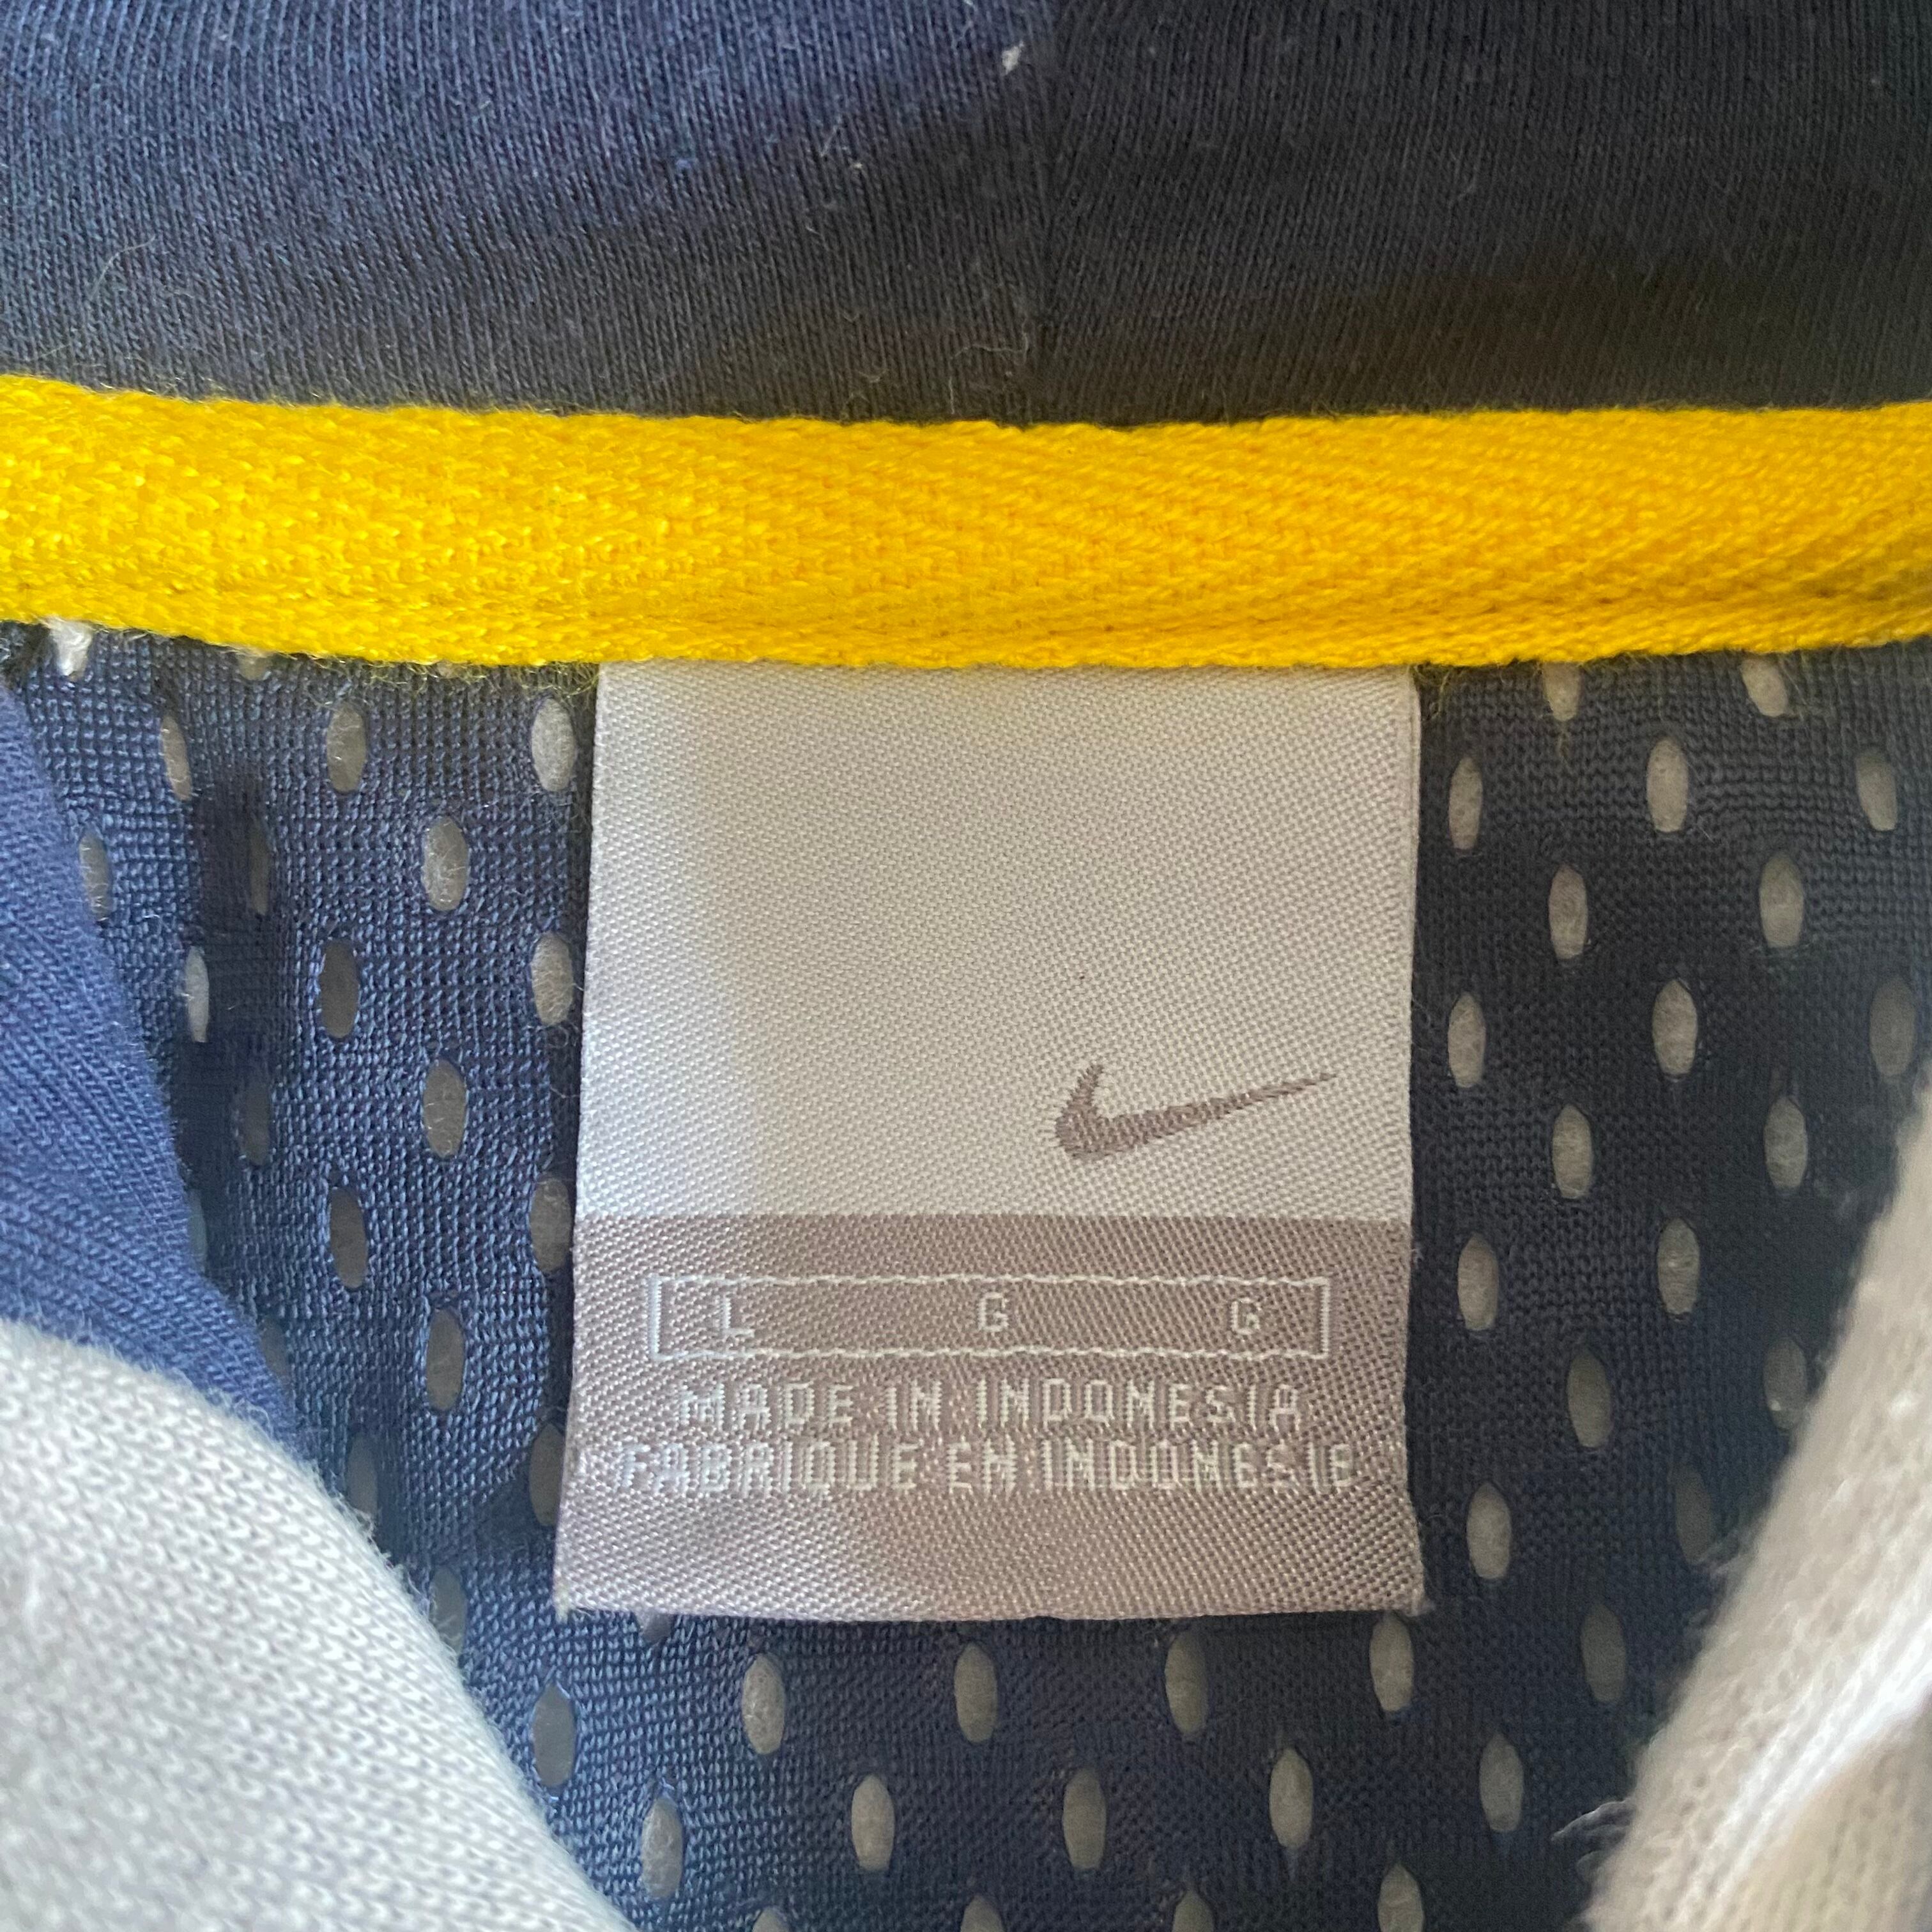 L G G
MADE IN INDONESIA
FABRIQUE EN INDONESIE